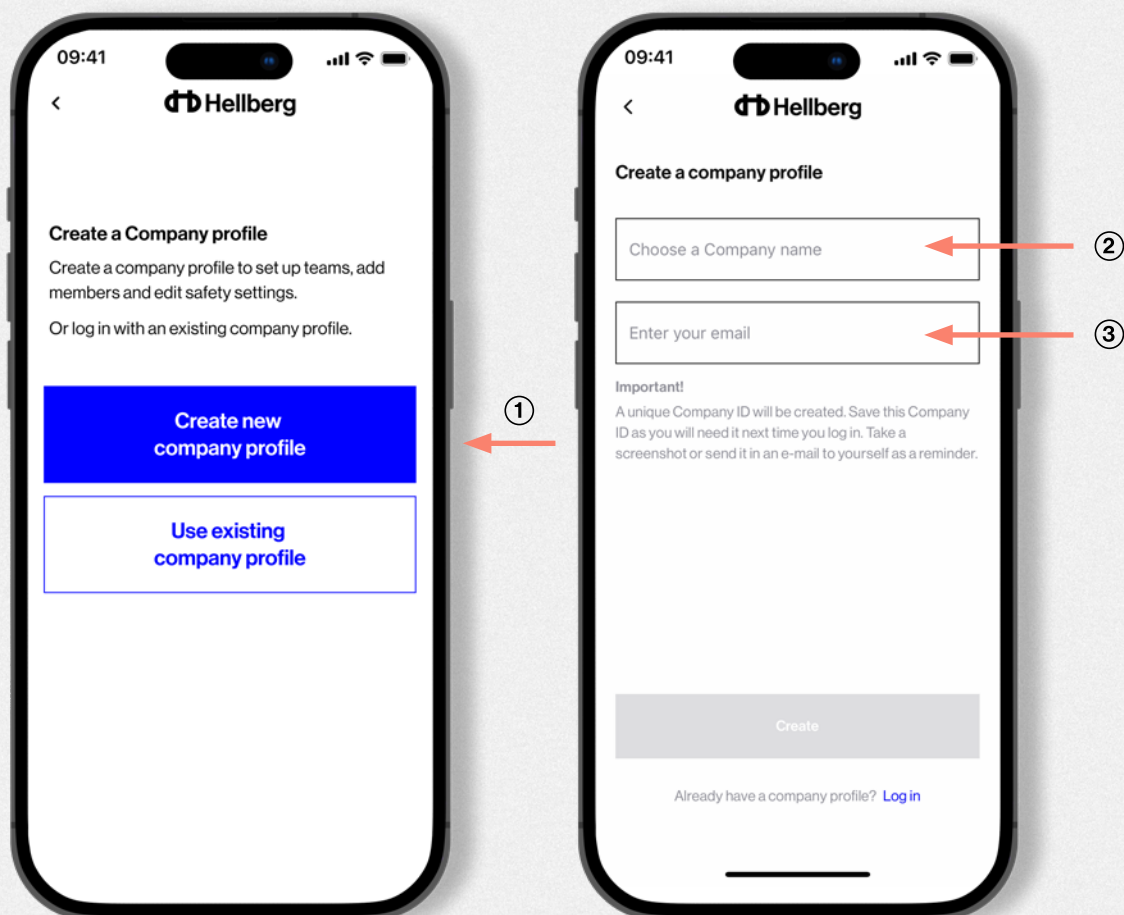 09:41
Hellberg
Create a Company profile
Create a company profile to set up teams, add
members and edit safety settings.
Or log in with an existing company profile.
Create new
company profile
Use existing
company profile
1
09:41
Hellberg
Create a company profile
Choose a Company name
2
Enter your email
3
Important!
A unique Company ID will be created. Save this Company
ID as you will need it next time you log in. Take a
screenshot or send it in an e-mail to yourself as a reminder.
Create
Already have a company profile? Log in